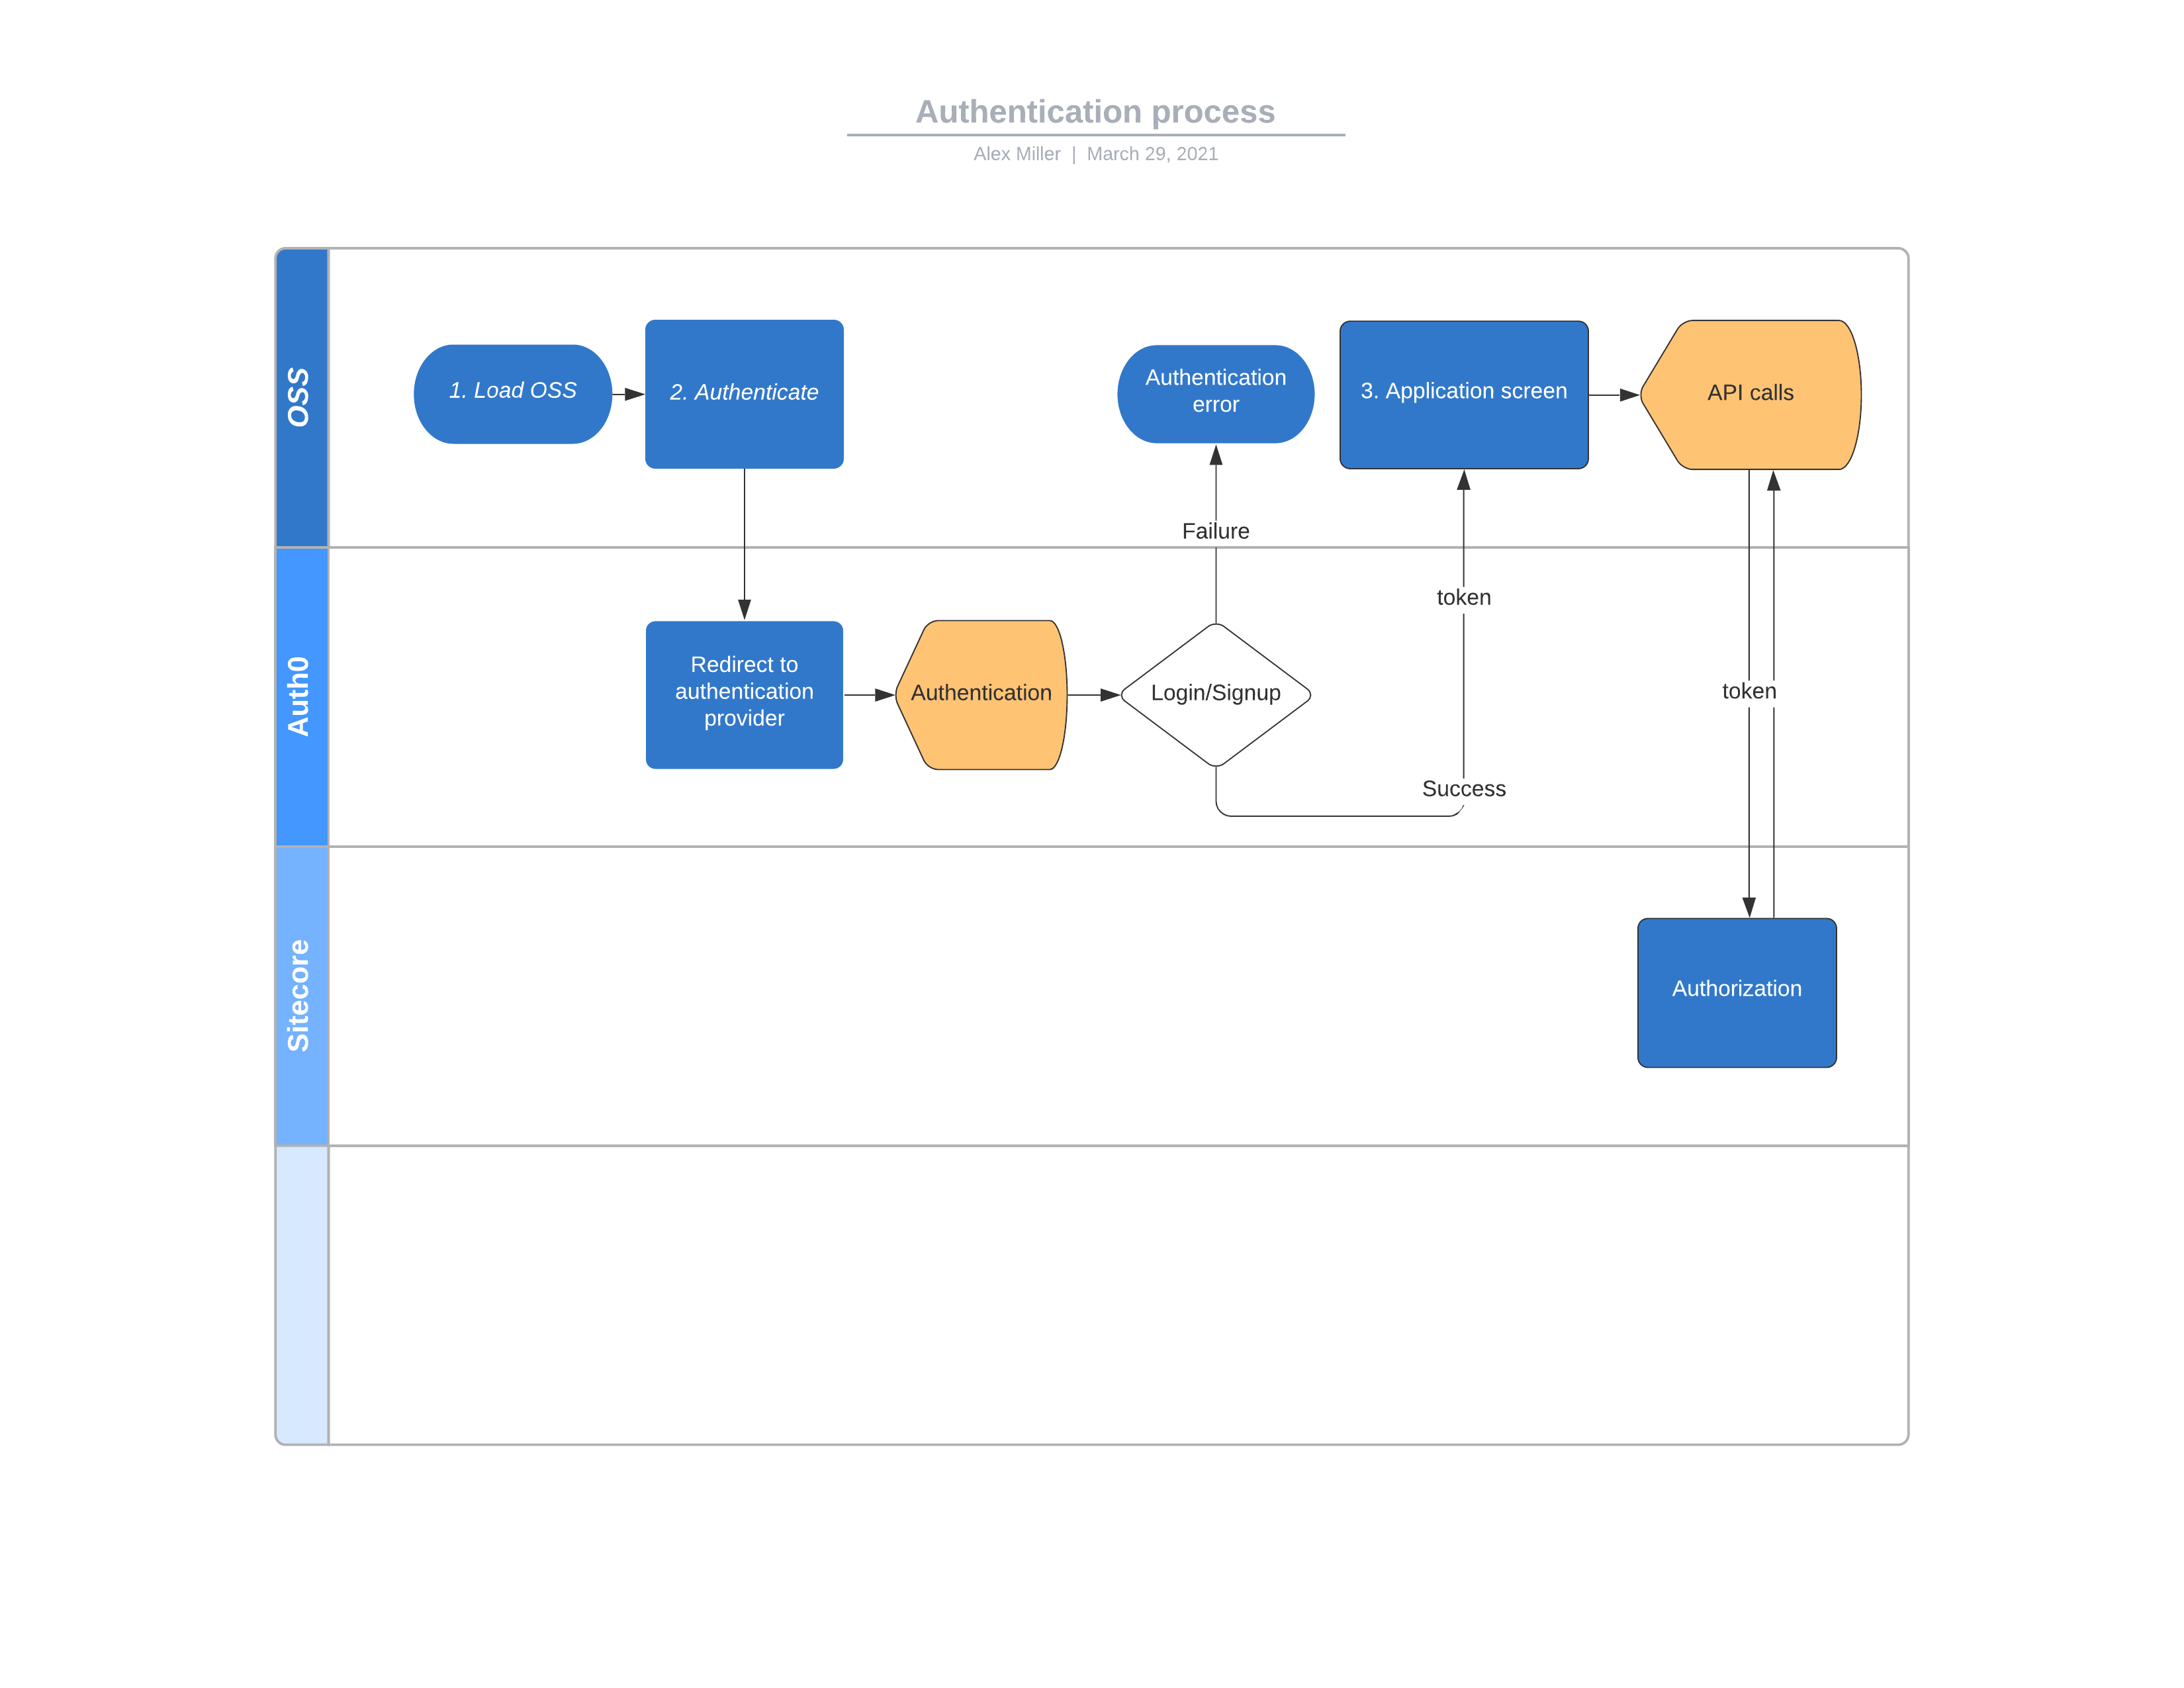 Authentication process
Alex Miller | March 29, 2021
OSS
1. Load OSS
2. Authenticate
Authentication
error
3. Application screen
API calls
Failure
token
Auth0
Redirect to
authentication
provider
Authentication
Login/Signup
token
Success
Sitecore
Authorization